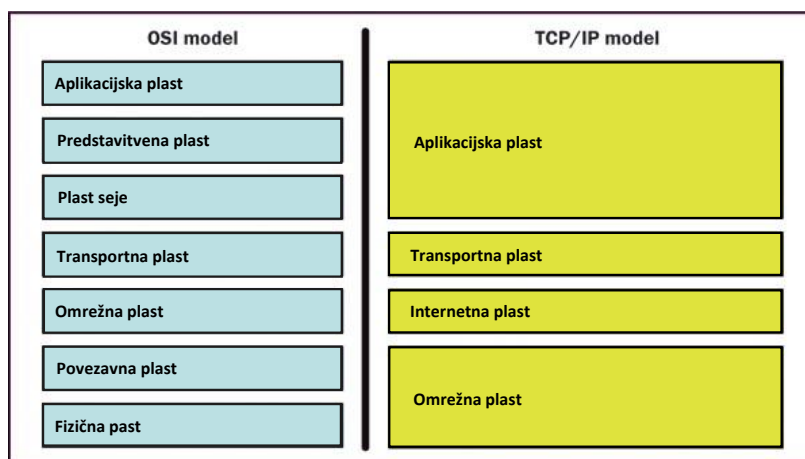 OSI model
Aplikacijska plast
Predstavitvena plast
Plast seje
Transportna plast
Omrežna plast
Povezavna plast
Fizična past
TCP/IP model
Aplikacijska plast
Transportna plast
Internetna plast
Omrežna plast